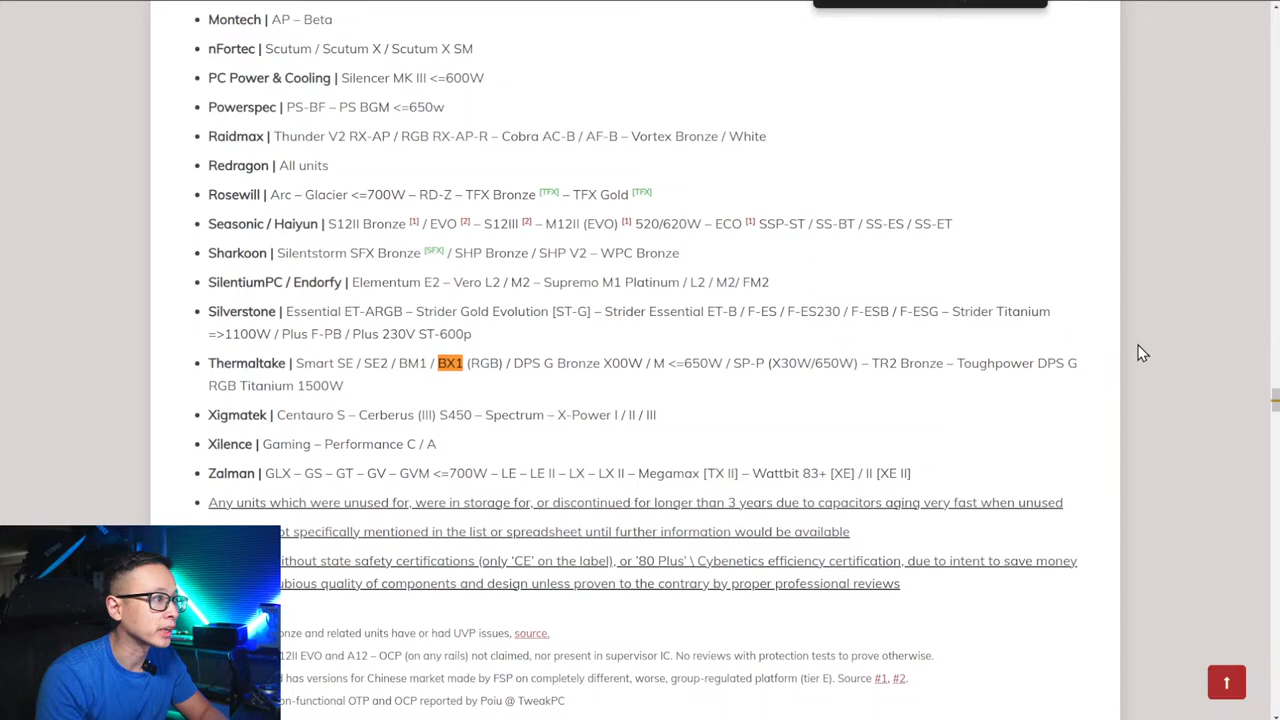 Montech | AP – Beta
nFortec | Scutum / Scutum X / Scutum X SM
PC Power & Cooling | Silencer MK III <=600W
Powerspec | PS-BF – PS BGM <=650w
Raidmax | Thunder V2 RX-AP / RGB RX-AP-R – Cobra AC-B / AF-B – Vortex Bronze / White
Redragon | All units
Rosewill | Arc – Glacier <=700W – RD-Z – TFX Bronze [TFX] – TFX Gold [TFX]
Seasonic / Haiyun | S12II Bronze [1] / EVO [2] – S12III [2] – M12II (EVO) [1] 520/620W – ECO [1] SSP-ST / SS-BT / SS-ES / SS-ET
Sharkoon | Silentstorm SFX Bronze [SFX] / SHP Bronze / SHP V2 – WPC Bronze
SilentiumPC / Endorfy | Elementum E2 – Vero L2 / M2 – Supremo M1 Platinum / L2 / M2/ FM2
Silverstone | Essential ET-ARGB – Strider Gold Evolution [ST-G] – Strider Essential ET-B / F-ES / F-ES230 / F-ESB / F-ESG – Strider Titanium
=>1100W / Plus F-PB / Plus 230V ST-600p
Thermaltake | Smart SE / SE2 / BM1 / BX1 (RGB) / DPS G Bronze X00W / M <=650W / SP-P (X30W/650W) – TR2 Bronze – Toughpower DPS G
RGB Titanium 1500W
Xigmatek | Centauro S – Cerberus (III) S450 – Spectrum – X-Power I / II / III
Xilence | Gaming – Performance C / A
Zalman | GLX – GS – GT – GV – GVM <=700W – LE – LE II – LX – LX II – Megamax [TX II] – Wattbit 83+ [XE] / II [XE II]
Any units which were unused for, were in storage for, or discontinued for longer than 3 years due to capacitors aging very fast when unused
ot specifically mentioned in the list or spreadsheet until further information would be available
ithout state safety certifications (only 'CE' on the label), or '80 Plus' \ Cybenetics efficiency certification, due to intent to save money
ubious quality of components and design unless proven to the contrary by proper professional reviews
onze and related units have or had UVP issues, source.
12II EVO and A12 – OCP (on any rails) not claimed, nor present in supervisor IC. No reviews with protection tests to prove otherwise.
d has versions for Chinese market made by FSP on completely different, worse, group-regulated platform (tier E). Source #1, #2.
on-functional OTP and OCP reported by Poiu @ TweakPC